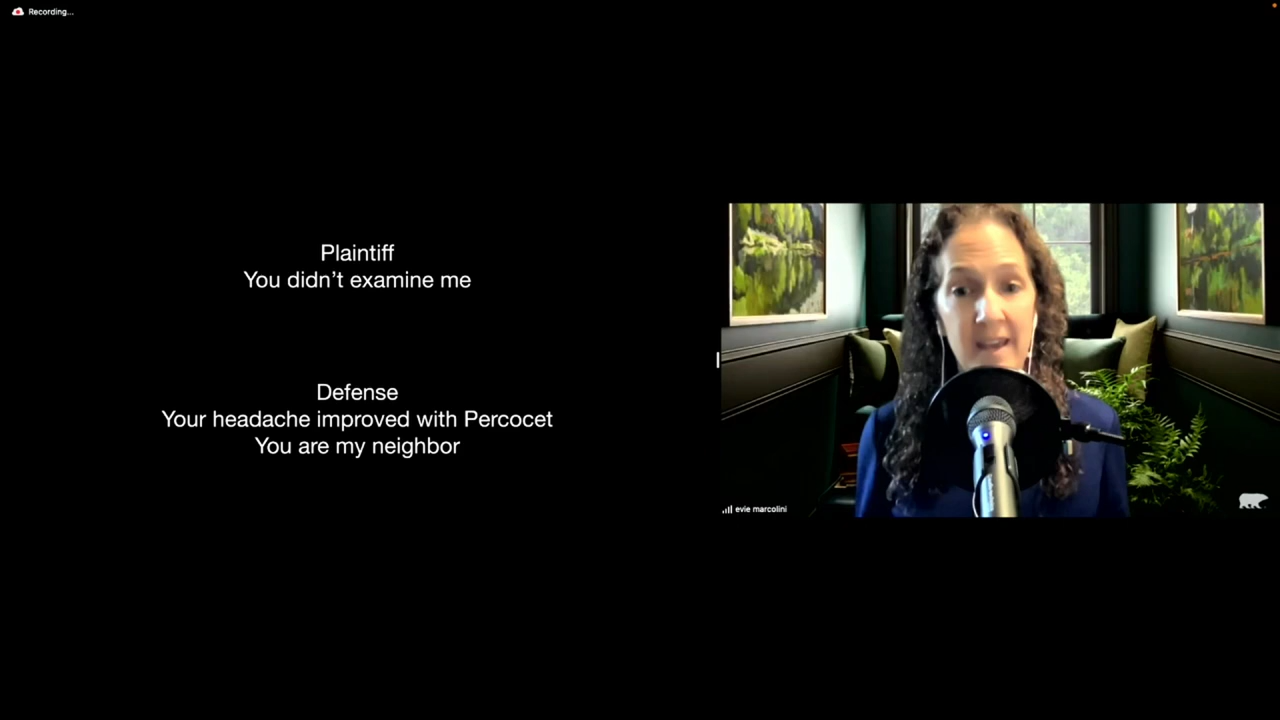 Recording...
Plaintiff
You didn’t examine me
Defense
Your headache improved with Percocet
You are my neighbor
evie marcolini